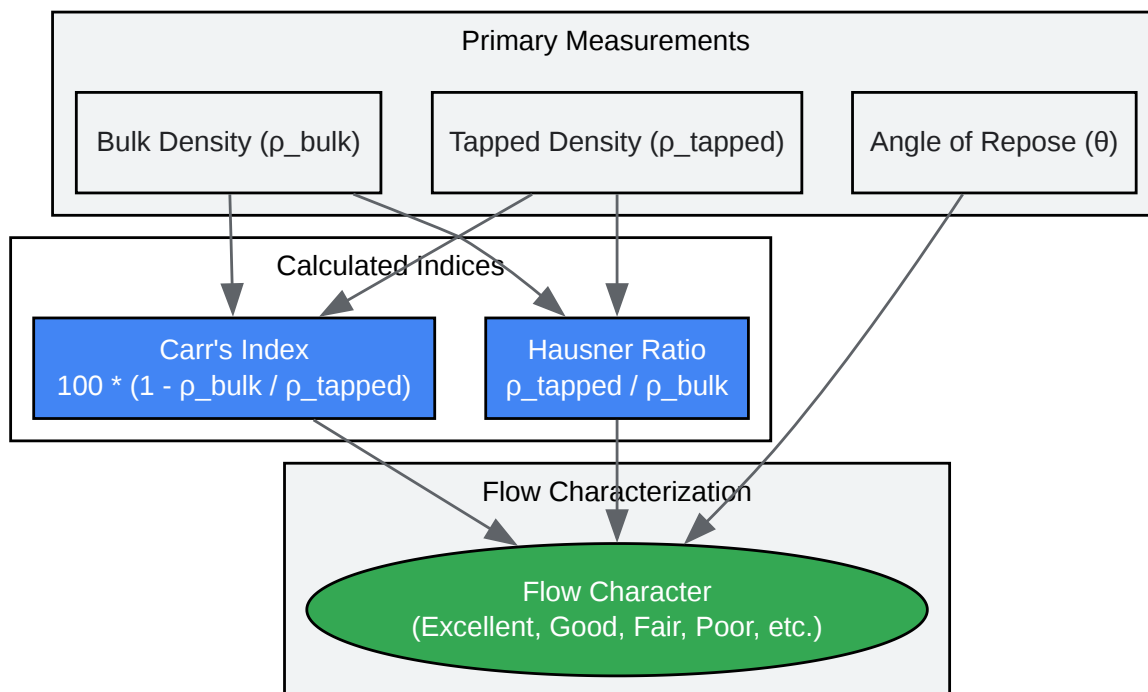 Primary Measurements
Bulk Density (ρ_bulk)
Tapped Density (ρ_tapped)
Angle of Repose (θ)
Calculated Indices
Carr's Index
100 * (1 - ρ_bulk / ρ_tapped)
Hausner Ratio
ρ_tapped / ρ_bulk
Flow Characterization
Flow Character
(Excellent, Good, Fair, Poor, etc.)